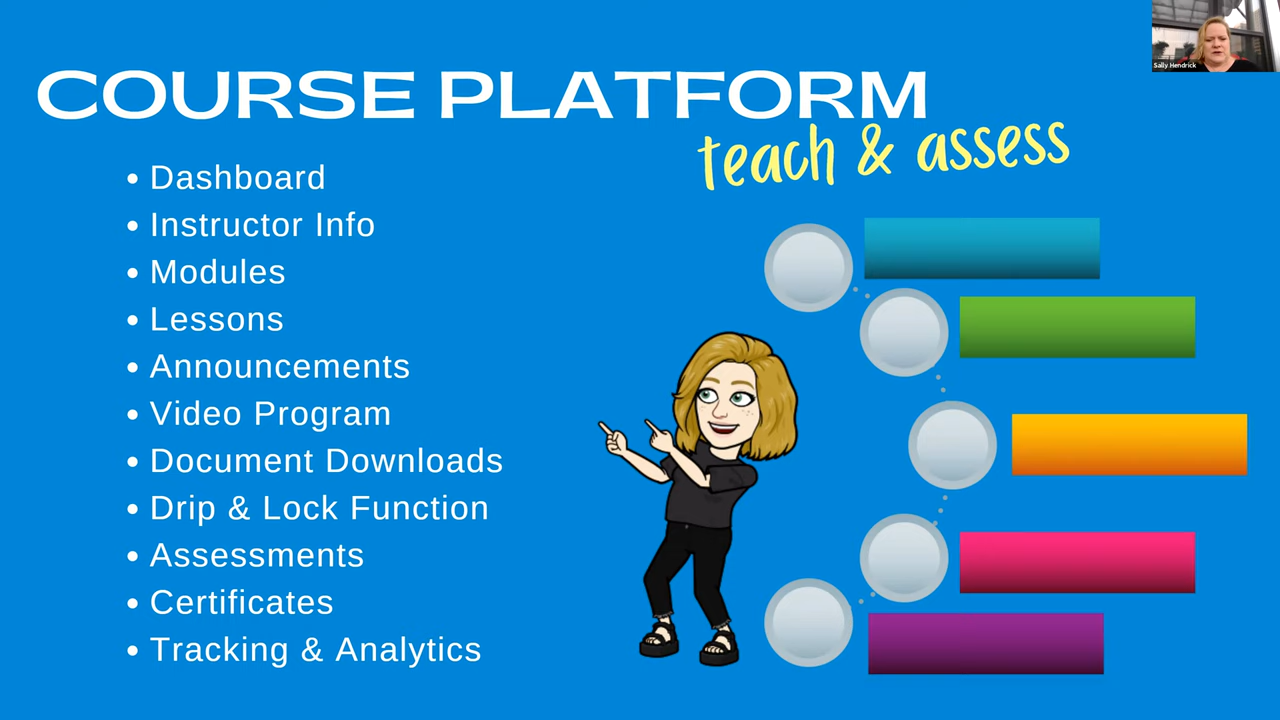 Sally Hendrick
COURSE PLATFORM
teach & assess
• Dashboard
• Instructor Info
• Modules
• Lessons
• Announcements
• Video Program
• Document Downloads
• Drip & Lock Function
• Assessments
• Certificates
• Tracking & Analytics